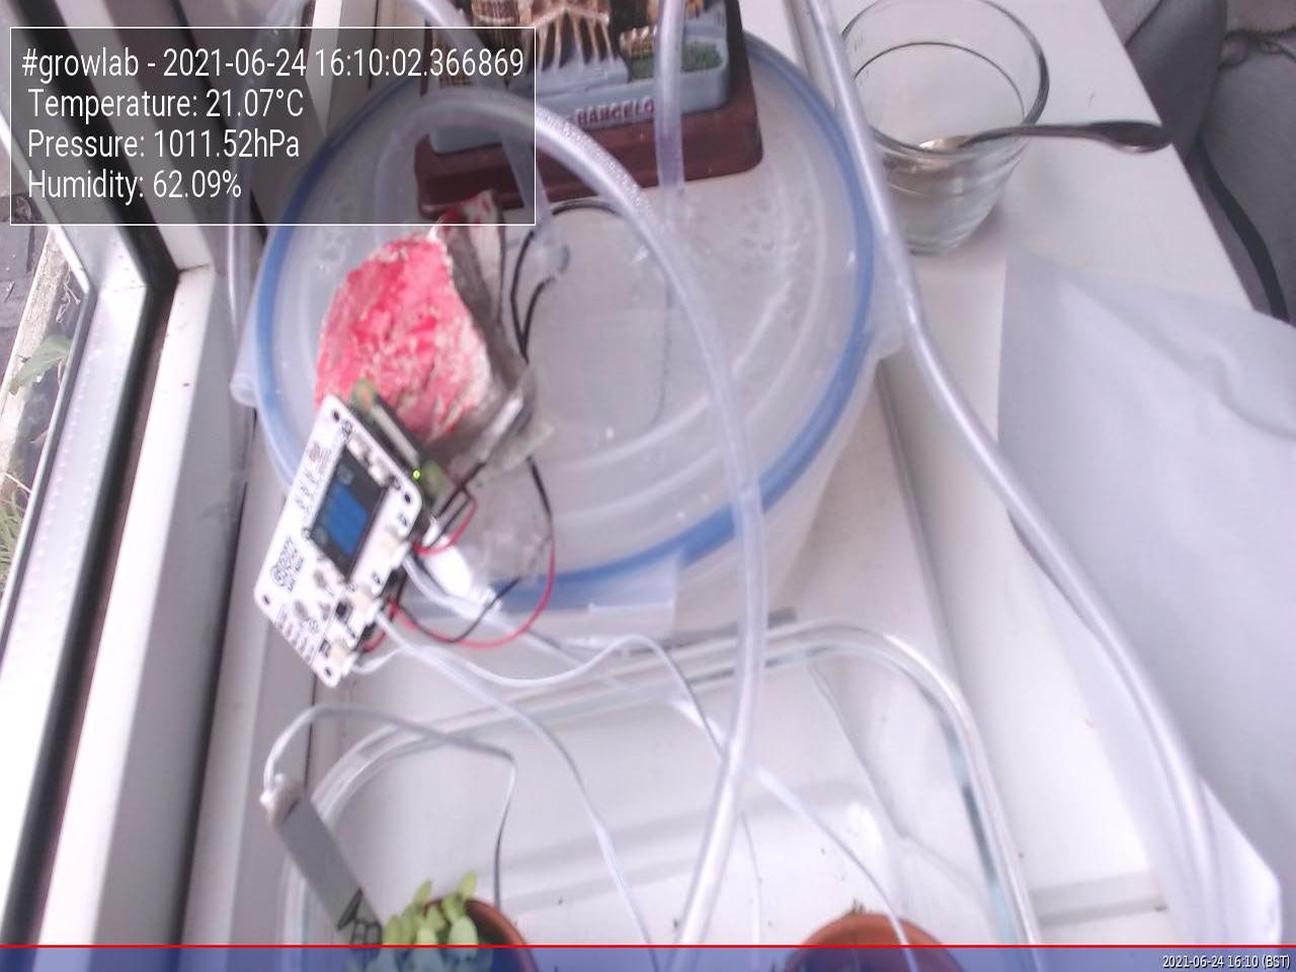 #growlab - 2021-06-24 16:10:02.366869
Temperature: 21.07°C
Pressure: 1011.52hPa
Humidity: 62.09%
2021-06-24 16:10 (BST)